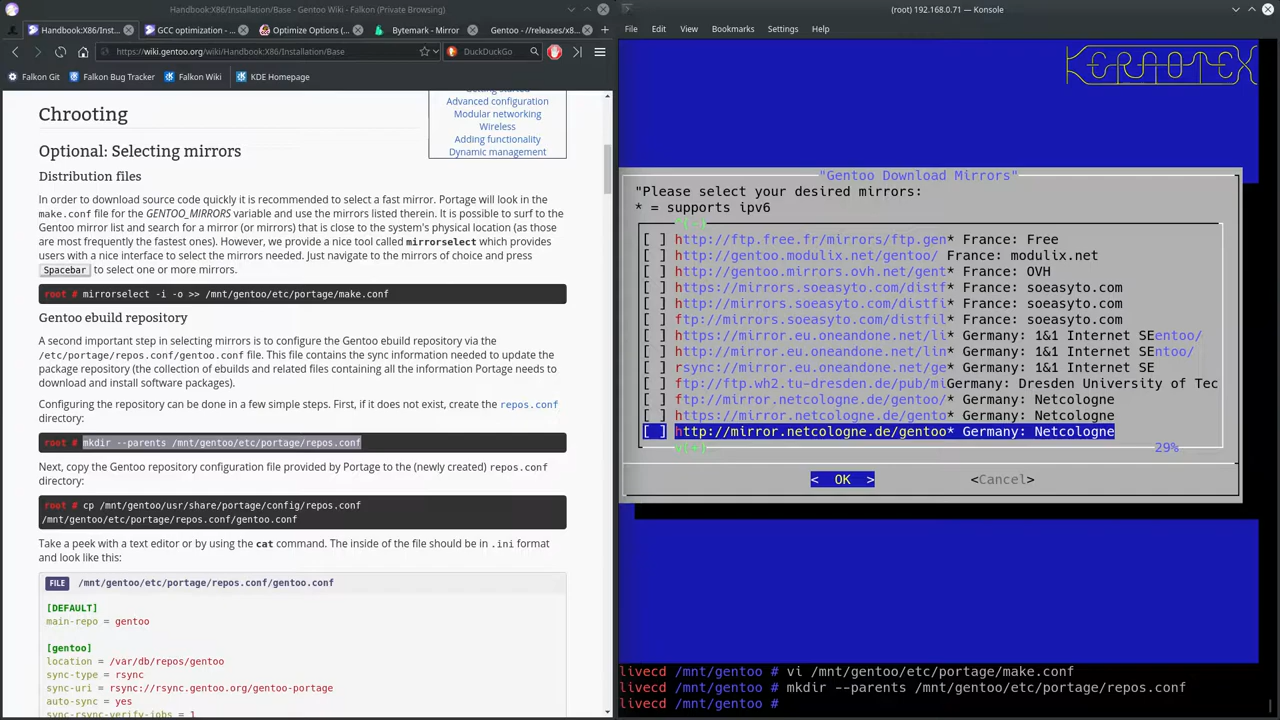 Handbook:X86/Installation/Base - Gentoo Wiki - Falkon (Private Browsing)
Handbook:X86/Inst...
GCC optimization - ...
Optimize Options (...
Bytemark - Mirror
Gentoo - //releases/x8...
https://wiki.gentoo.org/wiki/Handbook:X86/Installation/Base
DuckDuckGo
Falkon Git
Falkon Bug Tracker
Falkon Wiki
KDE Homepage
Getting started
Advanced configuration
Modular networking
Wireless
Adding functionality
Dynamic management
Chrooting
Optional: Selecting mirrors
Distribution files
In order to download source code quickly it is recommended to select a fast mirror. Portage will look in the
make.conf file for the GENTOO_MIRRORS variable and use the mirrors listed therein. It is possible to surf to the
Gentoo mirror list and search for a mirror (or mirrors) that is close to the system's physical location (as those
are most frequently the fastest ones). However, we provide a nice tool called mirrorselect which provides
users with a nice interface to select the mirrors needed. Just navigate to the mirrors of choice and press
Spacebar to select one or more mirrors.
root # mirrorselect -i -o >> /mnt/gentoo/etc/portage/make.conf
Gentoo ebuild repository
A second important step in selecting mirrors is to configure the Gentoo ebuild repository via the
/etc/portage/repos.conf/gentoo.conf file. This file contains the sync information needed to update the
package repository (the collection of ebuilds and related files containing all the information Portage needs to
download and install software packages).
Configuring the repository can be done in a few simple steps. First, if it does not exist, create the repos.conf
directory:
root # mkdir --parents /mnt/gentoo/etc/portage/repos.conf
Next, copy the Gentoo repository configuration file provided by Portage to the (newly created) repos.conf
directory:
root # cp /mnt/gentoo/usr/share/portage/config/repos.conf
/mnt/gentoo/etc/portage/repos.conf/gentoo.conf
Take a peek with a text editor or by using the cat command. The inside of the file should be in .ini format
and look like this:
FILE /mnt/gentoo/etc/portage/repos.conf/gentoo.conf
[DEFAULT]
main-repo = gentoo
[gentoo]
location = /var/db/repos/gentoo
sync-type = rsync
sync-uri = rsync://rsync.gentoo.org/gentoo-portage
auto-sync = yes
sync-rsync-verify-jobs = 1
(root) 192.168.0.71 — Konsole
File Edit View Bookmarks Settings Help
KERAOTEX
"Gentoo Download Mirrors"
"Please select your desired mirrors:
* = supports ipv6
[ ] http://ftp.free.fr/mirrors/ftp.gen* France: Free
[ ] http://gentoo.modulix.net/gentoo/ France: modulix.net
[ ] http://gentoo.mirrors.ovh.net/gent* France: OVH
[ ] https://mirrors.soeasyto.com/distf* France: soeasyto.com
[ ] http://mirrors.soeasyto.com/distfi* France: soeasyto.com
[ ] ftp://mirrors.soeasyto.com/distfil* France: soeasyto.com
[ ] https://mirror.eu.oneandone.net/li* Germany: 1&1 Internet SEentoo/
[ ] http://mirror.eu.oneandone.net/lin* Germany: 1&1 Internet SEntoo/
[ ] rsync://mirror.eu.oneandone.net/ge* Germany: 1&1 Internet SE
[ ] ftp://ftp.wh2.tu-dresden.de/pub/miGermany: Dresden University of Tec
[ ] ftp://mirror.netcologne.de/gentoo/* Germany: Netcologne
[ ] https://mirror.netcologne.de/gento* Germany: Netcologne
[ ] http://mirror.netcologne.de/gentoo* Germany: Netcologne
29%
< OK > <Cancel>
livecd /mnt/gentoo # vi /mnt/gentoo/etc/portage/make.conf
livecd /mnt/gentoo # mkdir --parents /mnt/gentoo/etc/portage/repos.conf
livecd /mnt/gentoo #